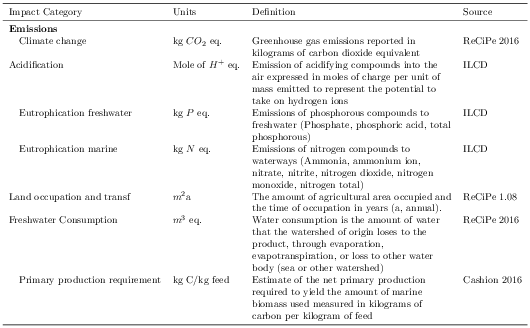 Impact Category Units Definition Source
Emissions
Climate change kg CO2 eq. Greenhouse gas emissions reported in ReCiPe 2016
kilograms of carbon dioxide equivalent
Acidification Mole of H+ eq. Emission of acidifying compounds into the ILCD
air expressed in moles of charge per unit of
mass emitted to represent the potential to
take on hydrogen ions
Eutrophication freshwater kg P eq. Emissions of phosphorous compounds to ILCD
freshwater (Phosphate, phosphoric acid, total
phosphorous)
Eutrophication marine kg N eq. Emissions of nitrogen compounds to ILCD
waterways (Ammonia, ammonium ion,
nitrate, nitrite, nitrogen dioxide, nitrogen
monoxide, nitrogen total)
Land occupation and transf m2a The amount of agricultural area occupied and ReCiPe 1.08
the time of occupation in years (a, annual).
Freshwater Consumption m3 eq. Water consumption is the amount of water ReCiPe 2016
that the watershed of origin loses to the
product, through evaporation,
evapotranspiration, or loss to other water
body (sea or other watershed)
Primary production requirement kg C/kg feed Estimate of the net primary production Cashion 2016
required to yield the amount of marine
biomass used measured in kilograms of
carbon per kilogram of feed